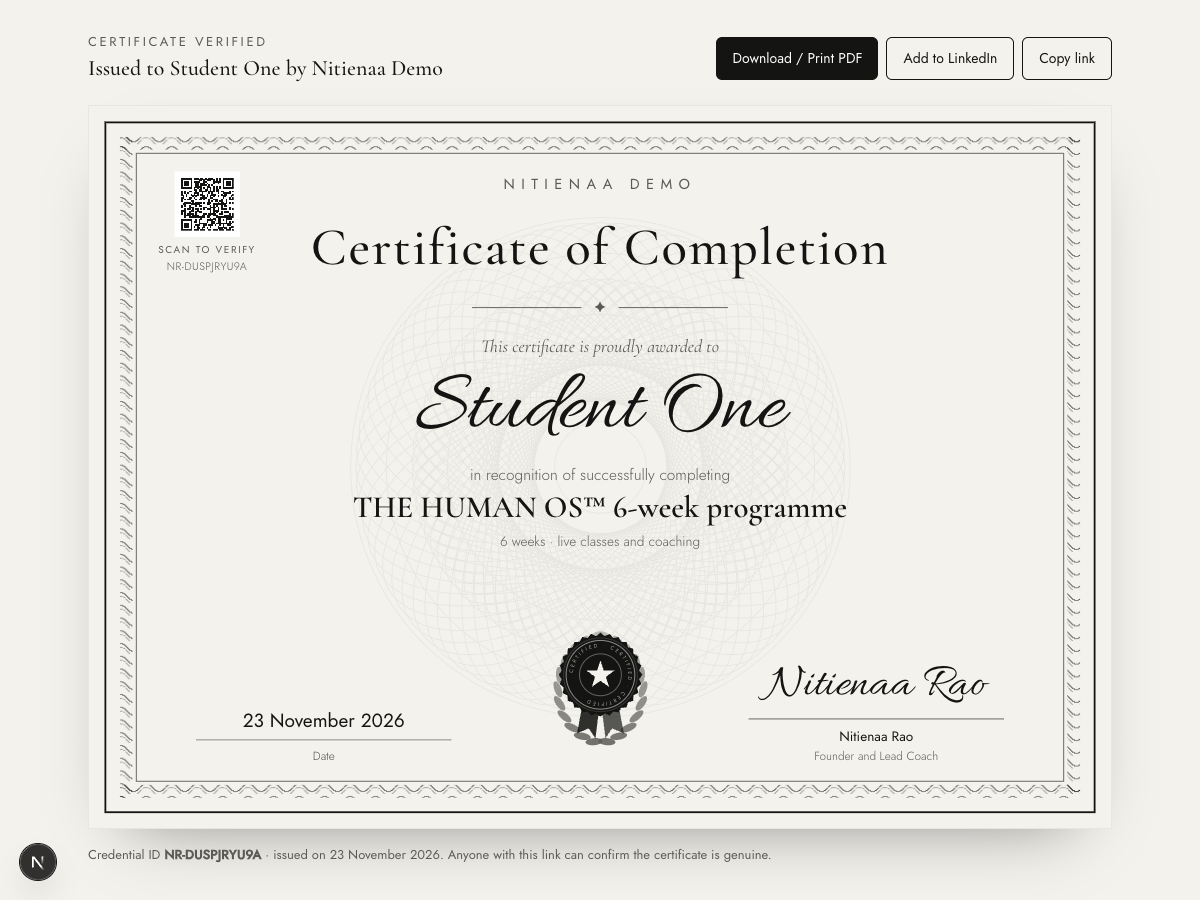 CERTIFICATE VERIFIED
Issued to Student One by Nitienaa Demo
Download / Print PDF
Add to LinkedIn
Copy link
SCAN TO VERIFY
NR-DUSPJRYU9A
NITIENAA DEMO
Certificate of Completion
This certificate is proudly awarded to
Student One
in recognition of successfully completing
THE HUMAN OS™ 6-week programme
6 weeks · live classes and coaching
CERTIFIED CERTIFIED CERTIFIED
23 November 2026
Date
Nitienaa Rao
Nitienaa Rao
Founder and Lead Coach
N
Credential ID NR-DUSPJRYU9A · issued on 23 November 2026. Anyone with this link can confirm the certificate is genuine.